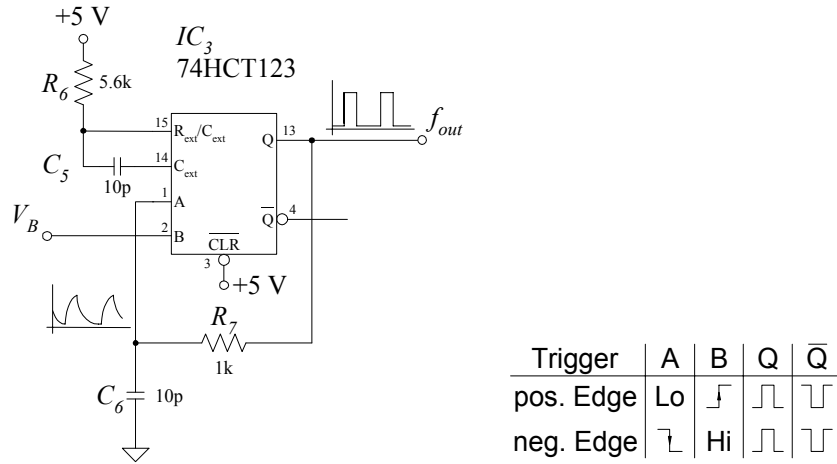 +5 V
IC3
74HCT123
R6 5.6k
15 Rext/Cext
Q 13
fout
C5
10p
14 Cext
1 A
Q̅ 4
VB
2 B
C̅L̅R̅
3
+5 V
R7
1k
C6 10p
Trigger A B Q Q̅
pos. Edge Lo
neg. Edge Hi